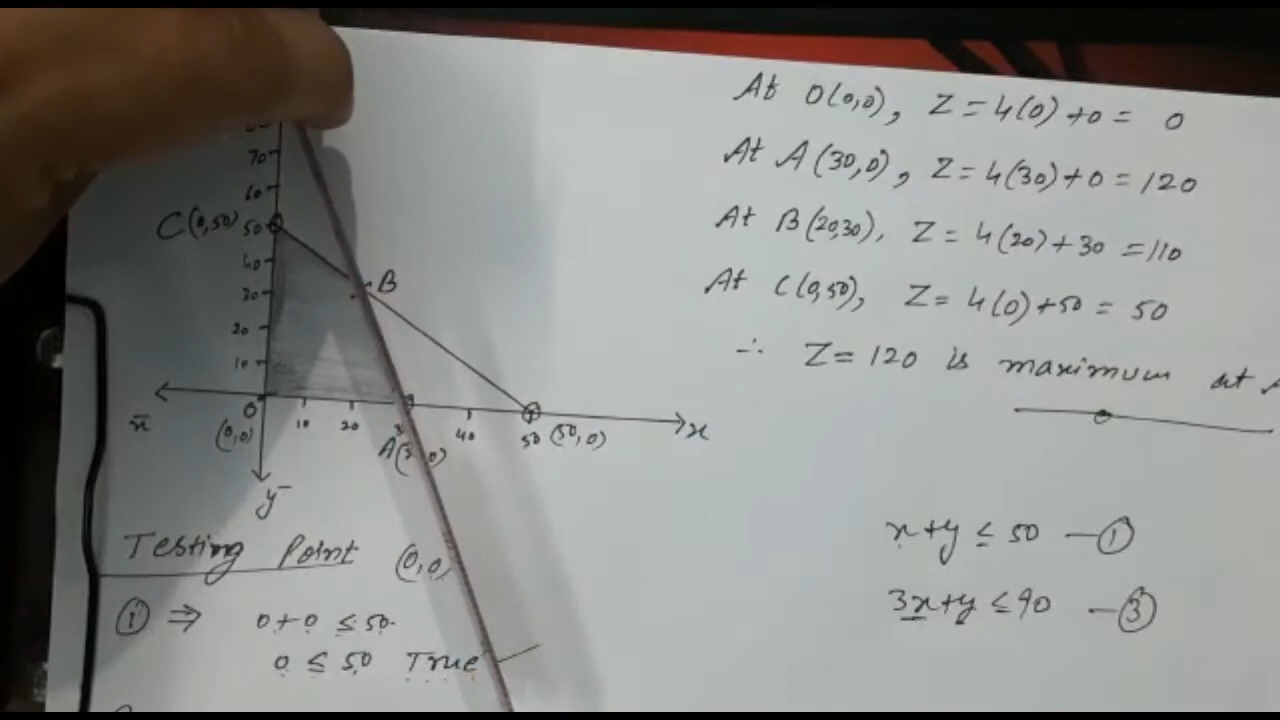 At O(0,0), Z = 4(0) + 0 = 0
At A(30,0), Z = 4(30) + 0 = 120
At B(20,30), Z = 4(20) + 30 = 110
At C(0,50), Z = 4(0) + 50 = 50
∴ Z = 120 is maximum at
70
60
C(0,50) 50
40
30
20
10
B
O
(0,0)
10
20
40
50 (50,0)
x̄
x
A(3 0)
y⁻
x+y ≤ 50 — ①
3x+y ≤ 90 — ③
Testing Point (0,0)
① ⇒ 0+0 ≤ 50
0 ≤ 50 True